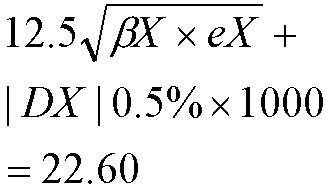 12.5√(βX × eX) +
| DX | 0.5% × 1000
= 22.60